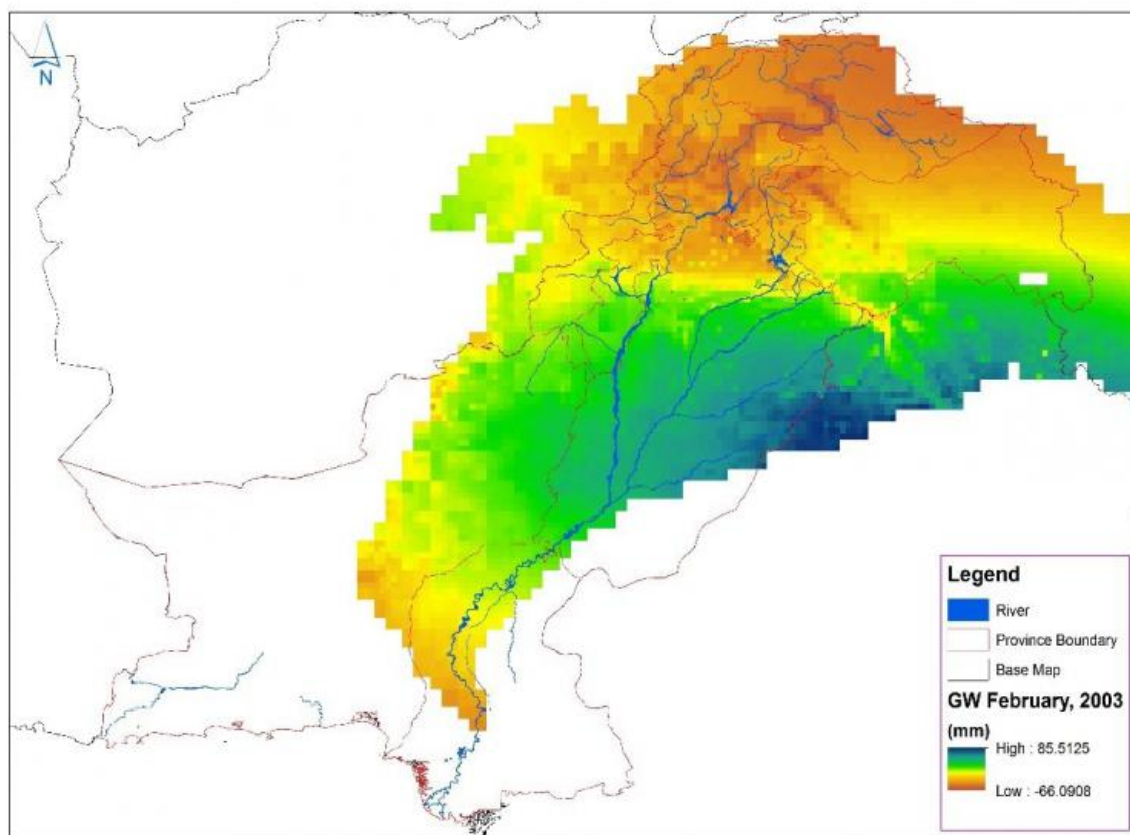 N
Legend
River
Province Boundary
Base Map
GW February, 2003
(mm)
High : 85.5125
Low : -66.0908